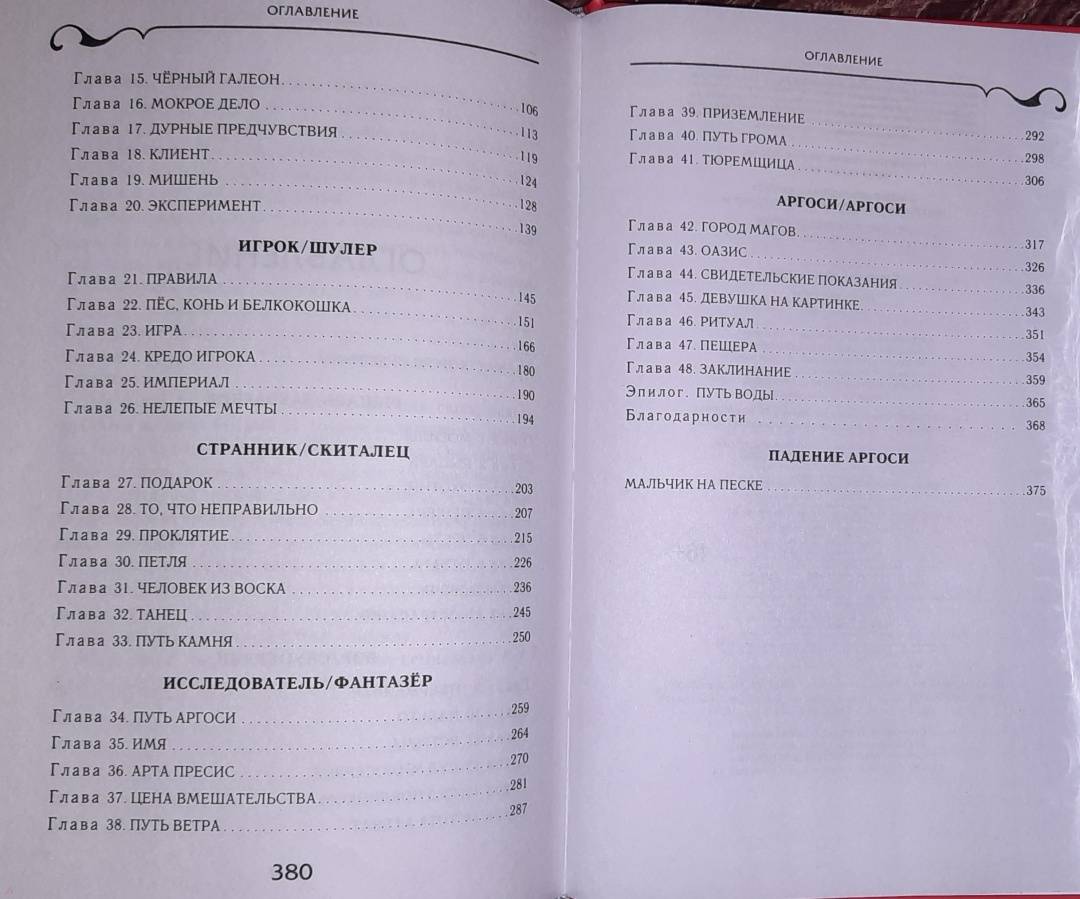 ОГЛАВЛЕНИЕ
Глава 15. ЧЁРНЫЙ ГАЛЕОН 106
Глава 16. МОКРОЕ ДЕЛО 113
Глава 17. ДУРНЫЕ ПРЕДЧУВСТВИЯ 119
Глава 18. КЛИЕНТ 124
Глава 19. МИШЕНЬ 128
Глава 20. ЭКСПЕРИМЕНТ 139
ИГРОК/ШУЛЕР
Глава 21. ПРАВИЛА 145
Глава 22. ПЁС, КОНЬ И БЕЛКОКОШКА 151
Глава 23. ИГРА 166
Глава 24. КРЕДО ИГРОКА 180
Глава 25. ИМПЕРИАЛ 190
Глава 26. НЕЛЕПЫЕ МЕЧТЫ 194
СТРАННИК/СКИТАЛЕЦ
Глава 27. ПОДАРОК 203
Глава 28. ТО, ЧТО НЕПРАВИЛЬНО 207
Глава 29. ПРОКЛЯТИЕ 215
Глава 30. ПЕТЛЯ 226
Глава 31. ЧЕЛОВЕК ИЗ ВОСКА 236
Глава 32. ТАНЕЦ 245
Глава 33. ПУТЬ КАМНЯ 250
ИССЛЕДОВАТЕЛЬ/ФАНТАЗЁР
Глава 34. ПУТЬ АРГОСИ 259
Глава 35. ИМЯ 264
Глава 36. АРТА ПРЕСИС 270
Глава 37. ЦЕНА ВМЕШАТЕЛЬСТВА 281
Глава 38. ПУТЬ ВЕТРА 287
380
ОГЛАВЛЕНИЕ
Глава 39. ПРИЗЕМЛЕНИЕ 292
Глава 40. ПУТЬ ГРОМА 298
Глава 41. ТЮРЕМЩИЦА 306
АРГОСИ/АРГОСИ
Глава 42. ГОРОД МАГОВ 317
Глава 43. ОАЗИС 326
Глава 44. СВИДЕТЕЛЬСКИЕ ПОКАЗАНИЯ 336
Глава 45. ДЕВУШКА НА КАРТИНКЕ 343
Глава 46. РИТУАЛ 351
Глава 47. ПЕЩЕРА 354
Глава 48. ЗАКЛИНАНИЕ 359
Эпилог. ПУТЬ ВОДЫ 365
Благодарности 368
ПАДЕНИЕ АРГОСИ
МАЛЬЧИК НА ПЕСКЕ 375